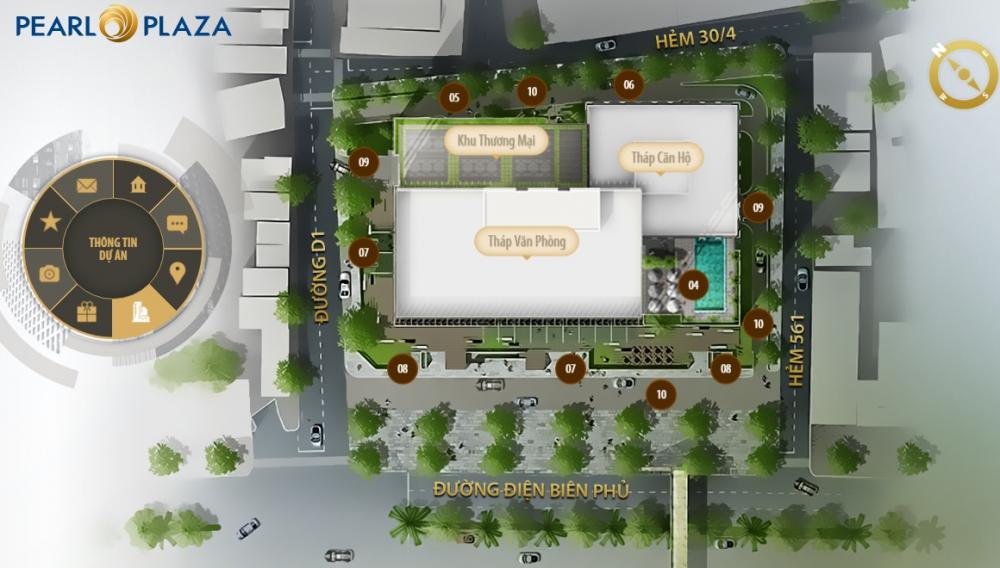 PEARL PLAZA
HẺM 30/4
05
10
06
Khu Thương Mại
Tháp Căn Hộ
09
09
THÔNG TIN
DỰ ÁN
Tháp Văn Phòng
07
04
ĐƯỜNG D1
10
HẺM 561
08
07
08
10
ĐƯỜNG ĐIỆN BIÊN PHỦ
N
S